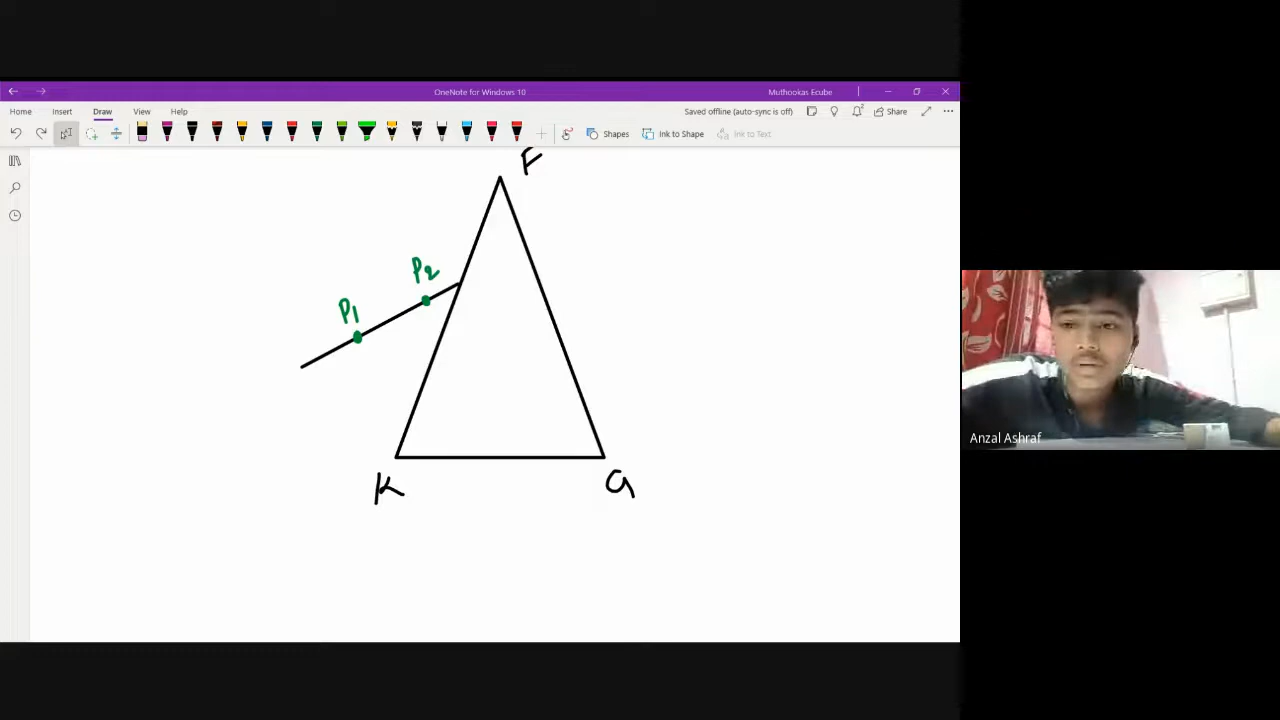 OneNote for Windows 10
Muthookas Ecube
Home Insert Draw View Help
Saved offline (auto-sync is off)
Share
Shapes
Ink to Shape
Ink to Text
F
P2
P1
K
G
Anzal Ashraf